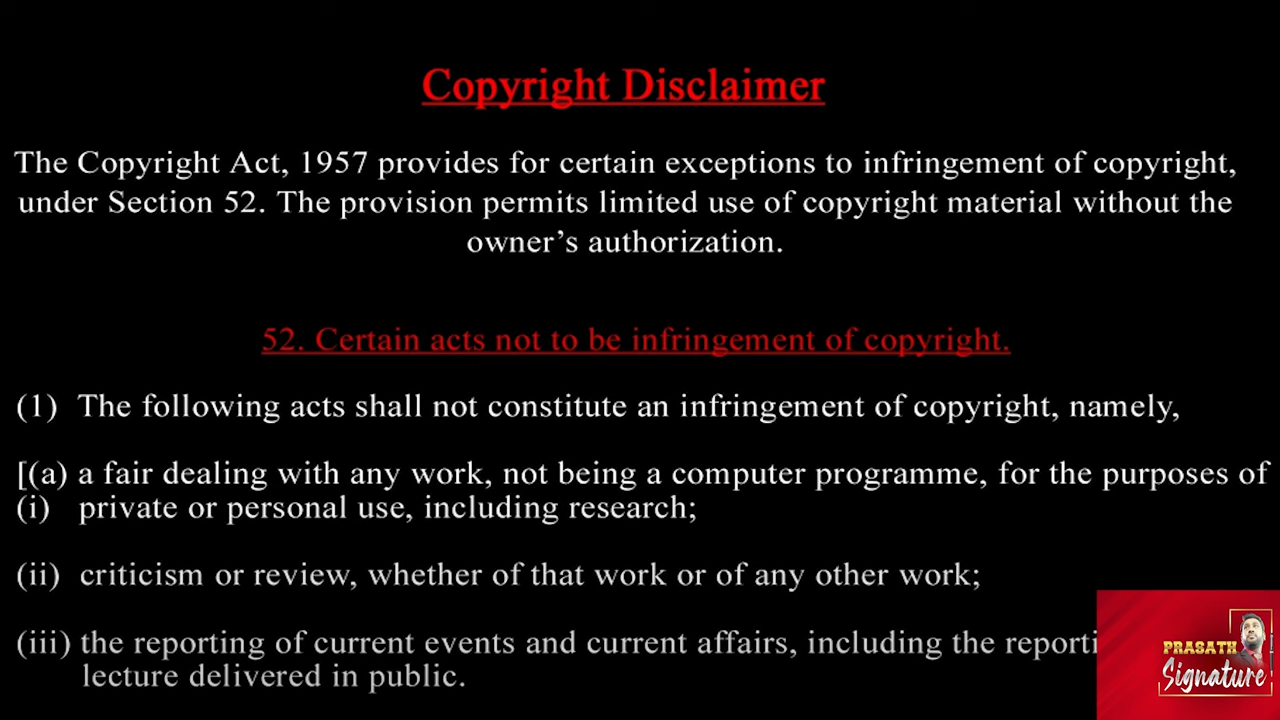 Copyright Disclaimer
The Copyright Act, 1957 provides for certain exceptions to infringement of copyright,
under Section 52. The provision permits limited use of copyright material without the
owner’s authorization.
52. Certain acts not to be infringement of copyright.
(1) The following acts shall not constitute an infringement of copyright, namely,
[(a) a fair dealing with any work, not being a computer programme, for the purposes of
(i) private or personal use, including research;
(ii) criticism or review, whether of that work or of any other work;
(iii) the reporting of current events and current affairs, including the
lecture delivered in public.
PRASATH
Signature